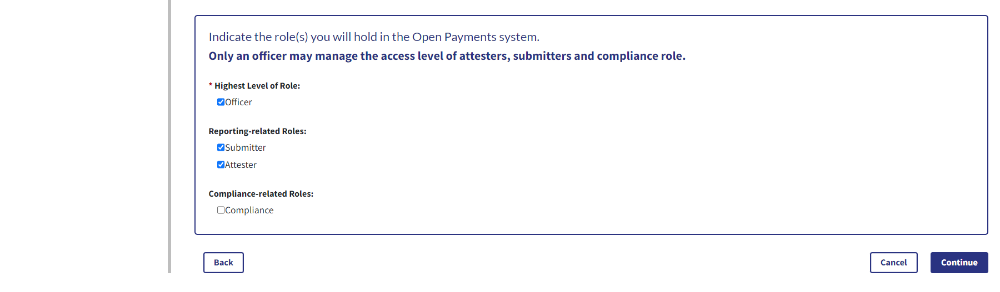 Indicate the role(s) you will hold in the Open Payments system.
Only an officer may manage the access level of attesters, submitters and compliance role.
* Highest Level of Role:
Officer
Reporting-related Roles:
Submitter
Attester
Compliance-related Roles:
Compliance
Back
Cancel
Continue